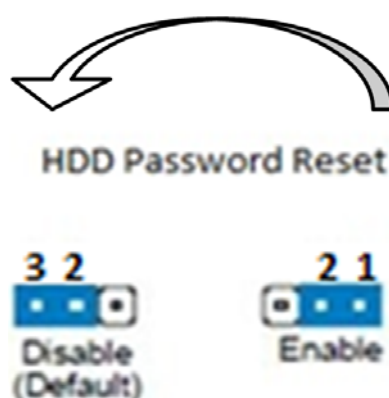 HDD Password Reset
3 2
2 1
Disable
(Default)
Enable